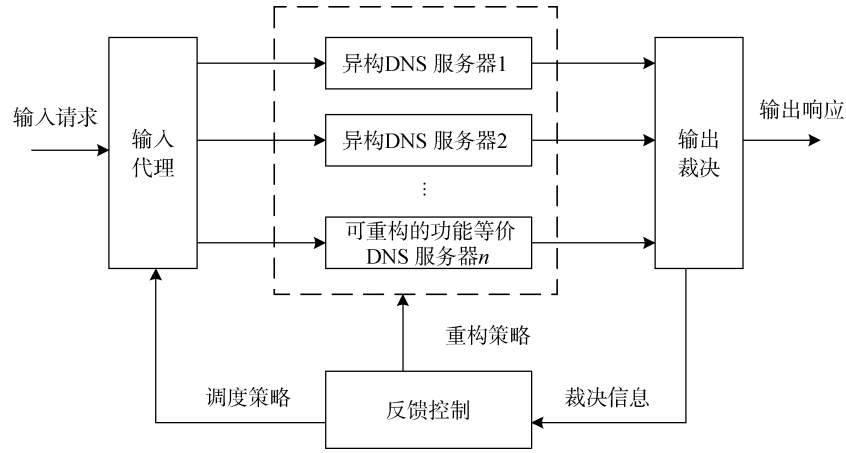 输入请求
输入
代理
异构DNS 服务器1
异构DNS 服务器2
⋮
可重构的功能等价
DNS 服务器n
输出
裁决
输出响应
重构策略
调度策略
反馈控制
裁决信息